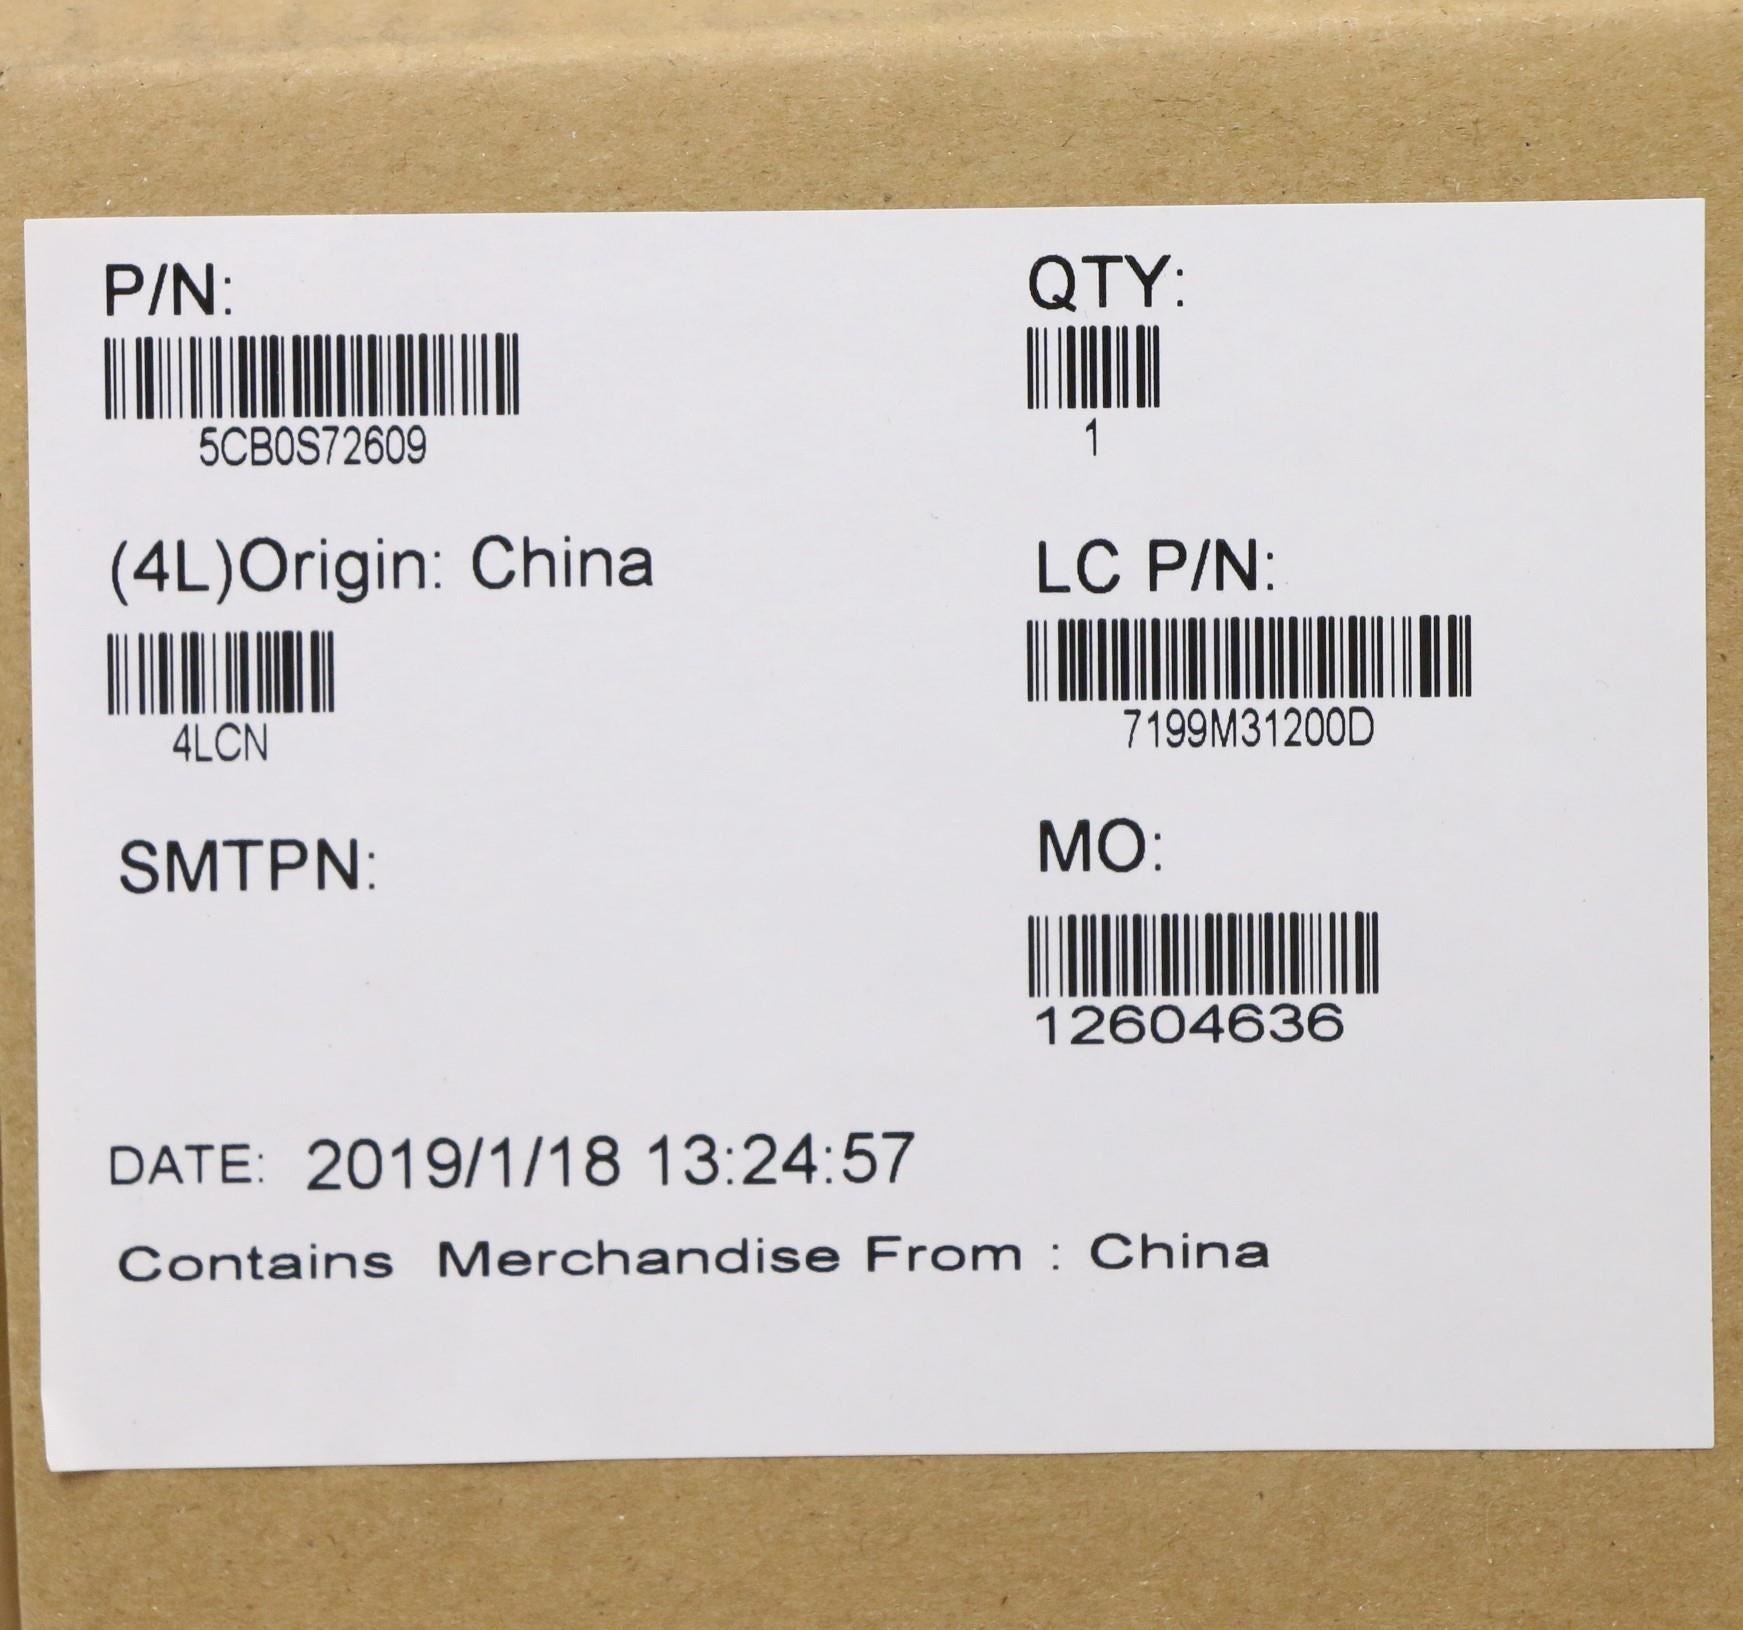 P/N:
QTY:
5CB0S72609
1
(4L)Origin: China
LC P/N:
4LCN
7199M31200D
SMTPN:
MO:
12604636
DATE: 2019/1/18 13:24:57
Contains Merchandise From : China